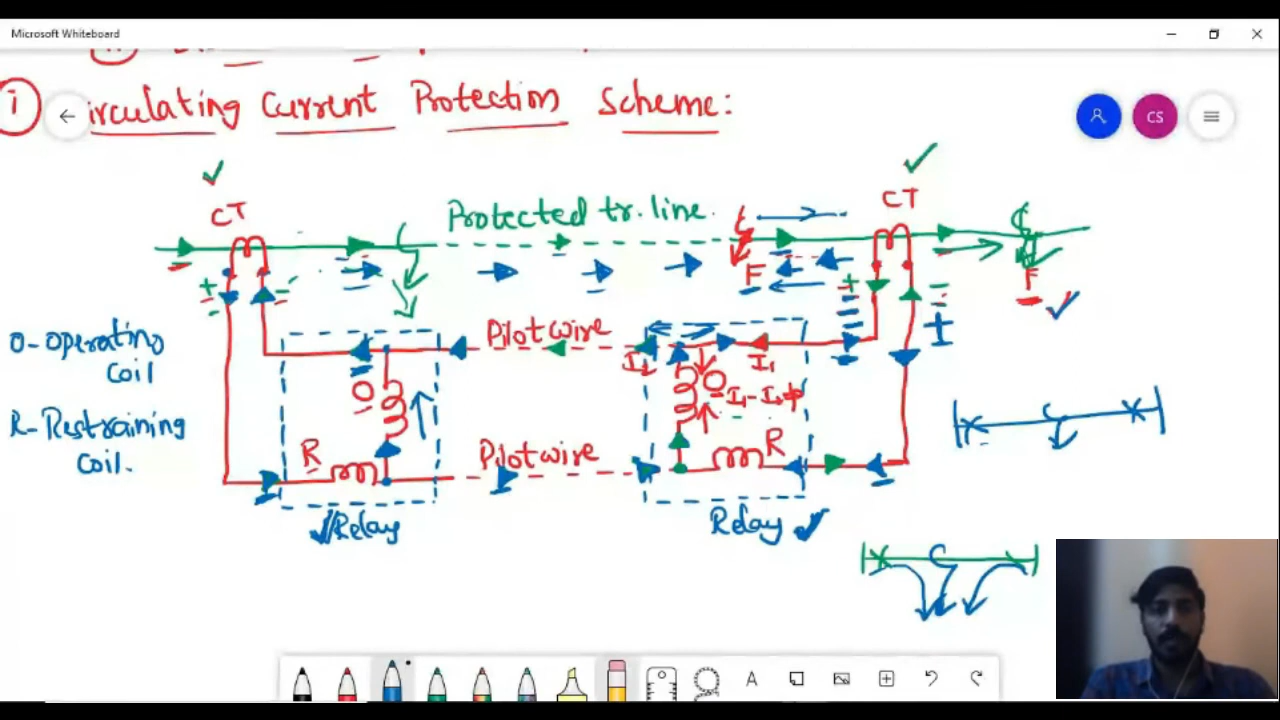 Microsoft Whiteboard
i
irculating Current Protection Scheme:
CS
CT
Protected tr. line.
CT
F
F
+ -
+ -
+
O- Operating
Coil
R- Restraining
Coil.
Pilot wire
I2
I1
O
O
I1-I2
R
Pilot wire
R
Relay
Relay
A